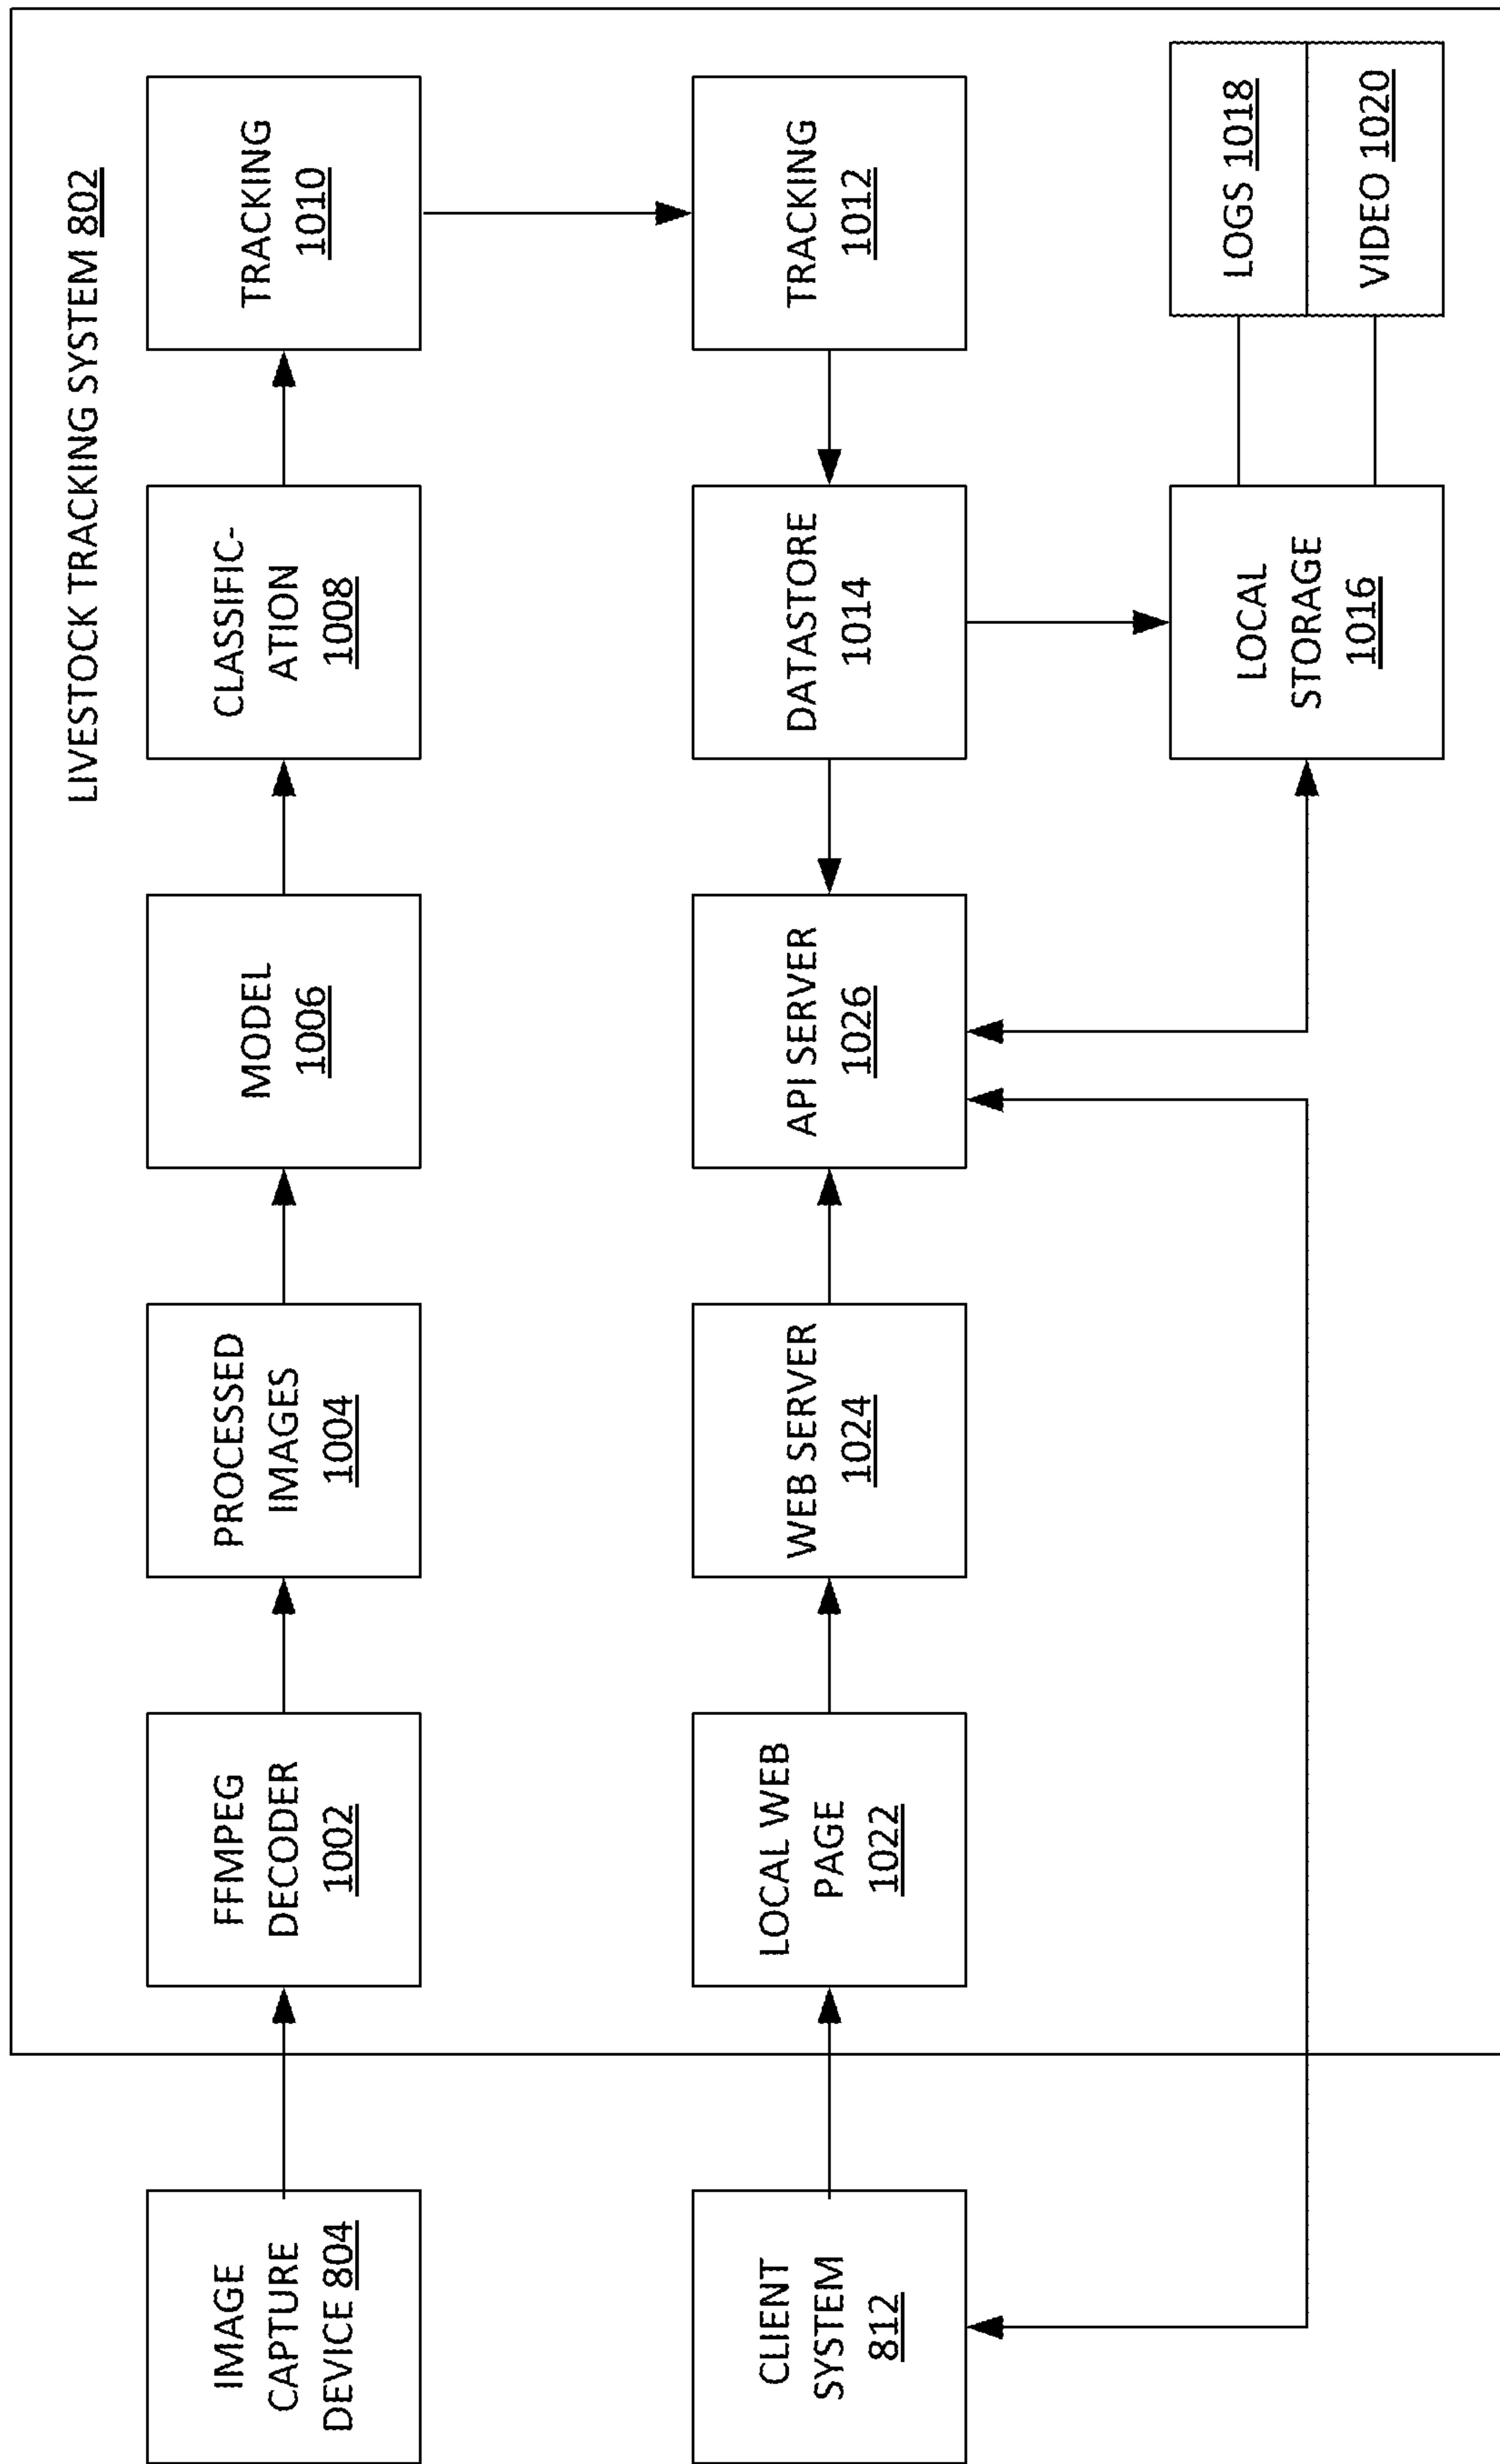 LIVESTOCK TRACKING SYSTEM 802
IMAGE
CAPTURE
DEVICE 804
FFMPEG
DECODER
1002
PROCESSED
IMAGES
1004
MODEL
1006
CLASSIFIC-
ATION
1008
TRACKING
1010
CLIENT
SYSTEM
812
LOCAL WEB
PAGE
1022
WEB SERVER
1024
API SERVER
1026
DATASTORE
1014
TRACKING
1012
LOCAL
STORAGE
1016
LOGS 1018
VIDEO 1020